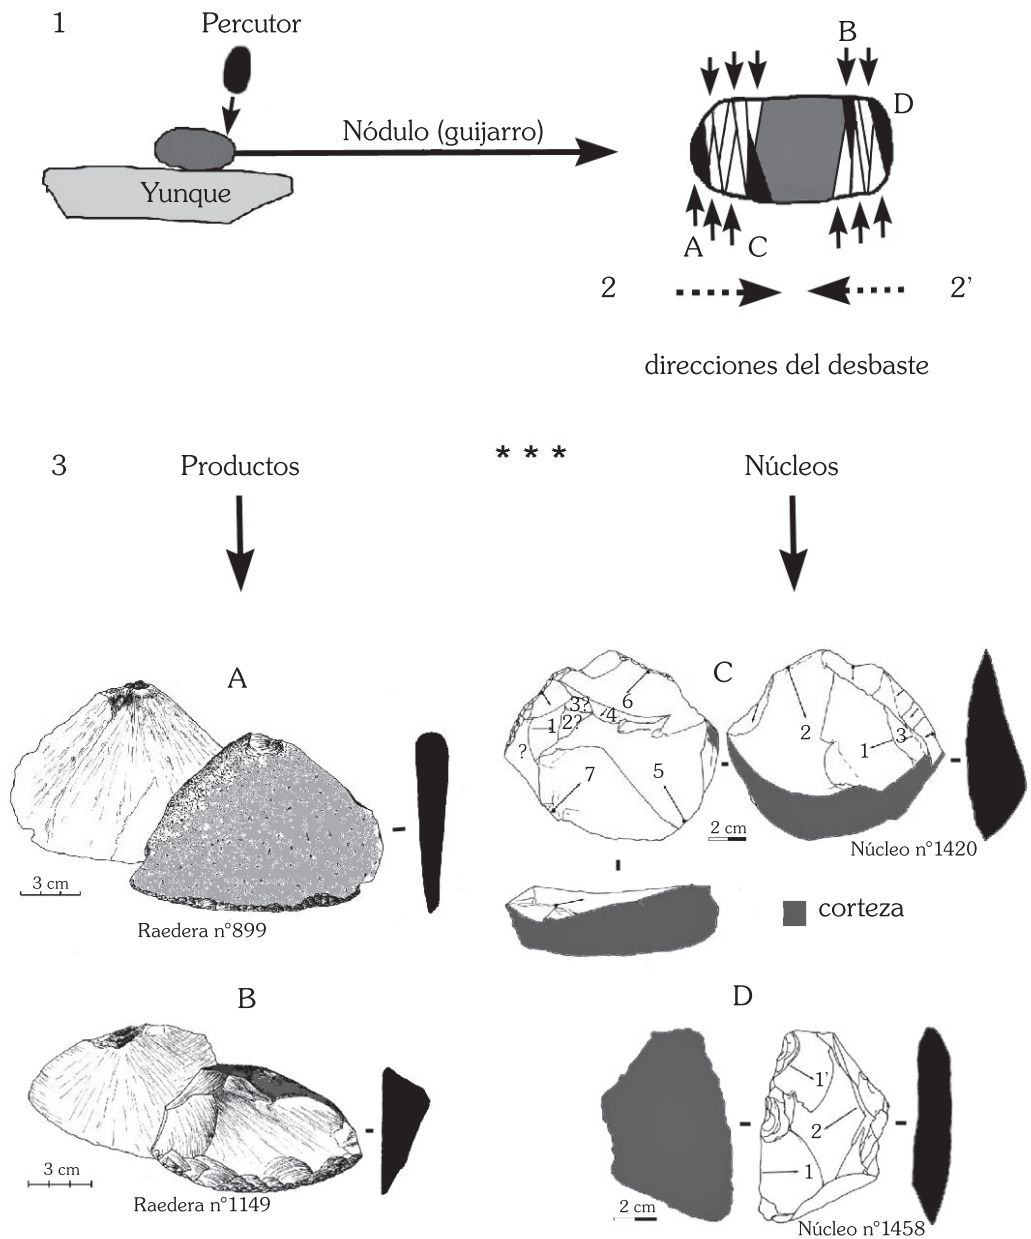 1
Percutor
Nódulo (guijarro)
Yunque
B
D
A
C
2
2'
direcciones del desbaste
3
Productos
* * *
Núcleos
A
3 cm
Raedera n°899
C
6
3?
1
2?
4
?
7
5
2
1
3
2 cm
Núcleo n°1420
corteza
B
3 cm
Raedera n°1149
D
1'
2
1
2 cm
Núcleo n°1458